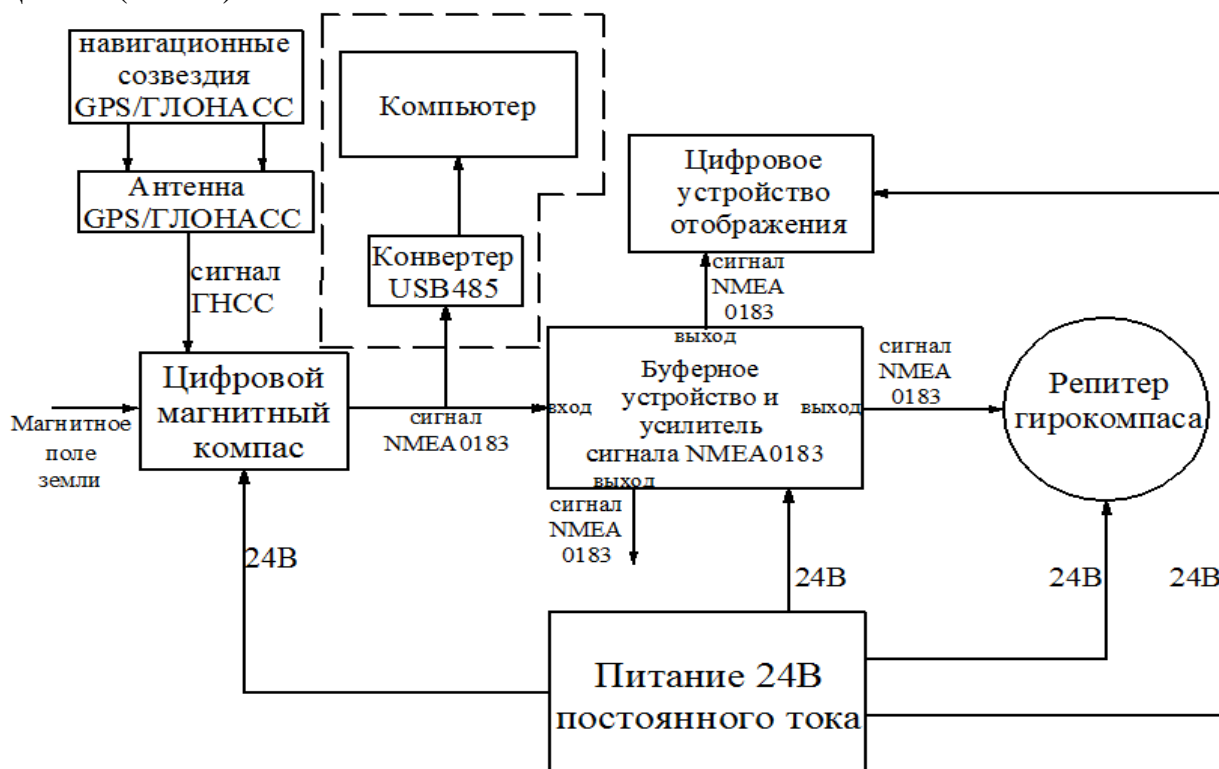 навигационные
созвездия
GPS/ГЛОНАСС
Антенна
GPS/ГЛОНАСС
сигнал
ГНСС
Компьютер
Конвертер
USB485
Цифровое
устройство
отображения
сигнал
NMEA
0183
Магнитное
поле
земли
Цифровой
магнитный
компас
сигнал
NMEA0183
вход
выход
Буферное
устройство и
усилитель
сигнала NMEA0183
выход
выход
сигнал
NMEA
0183
сигнал
NMEA
0183
Репитер
гирокомпаса
24В
24В
24В
24В
Питание 24В
постоянного тока